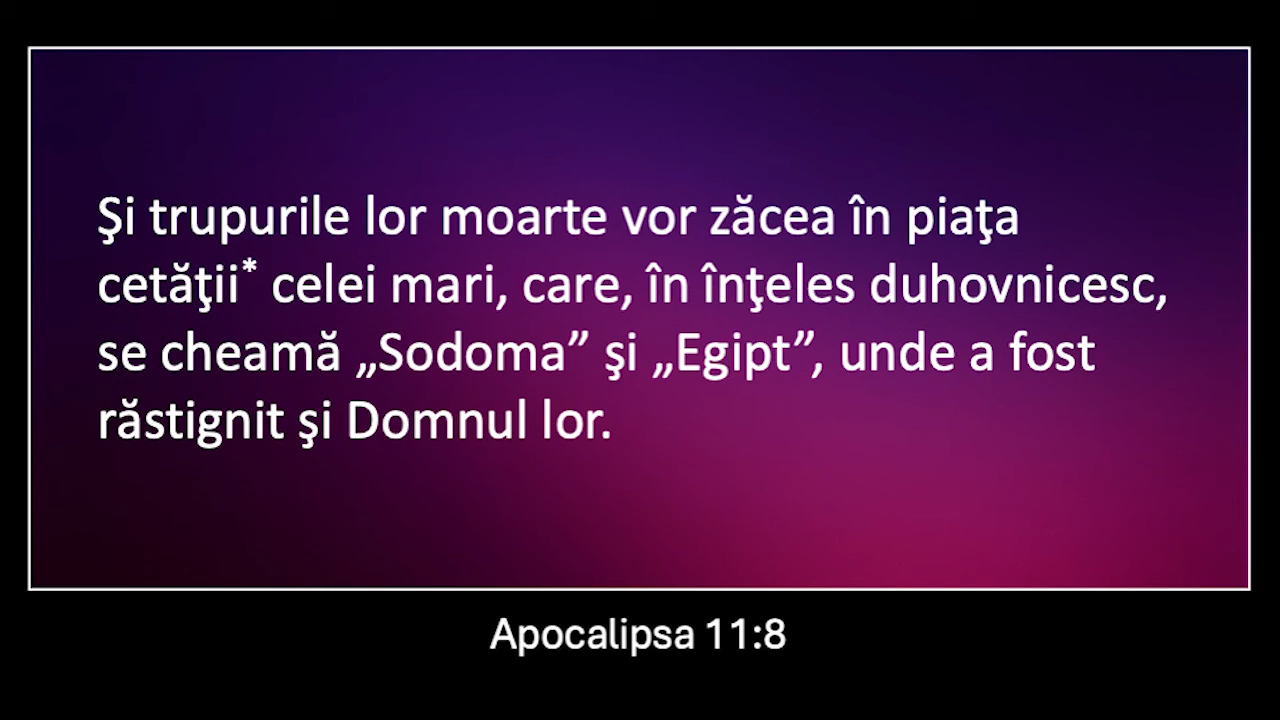 Şi trupurile lor moarte vor zăcea în piaţa
cetăţii* celei mari, care, în înţeles duhovnicesc,
se cheamă „Sodoma” şi „Egipt”, unde a fost
răstignit şi Domnul lor.
Apocalipsa 11:8